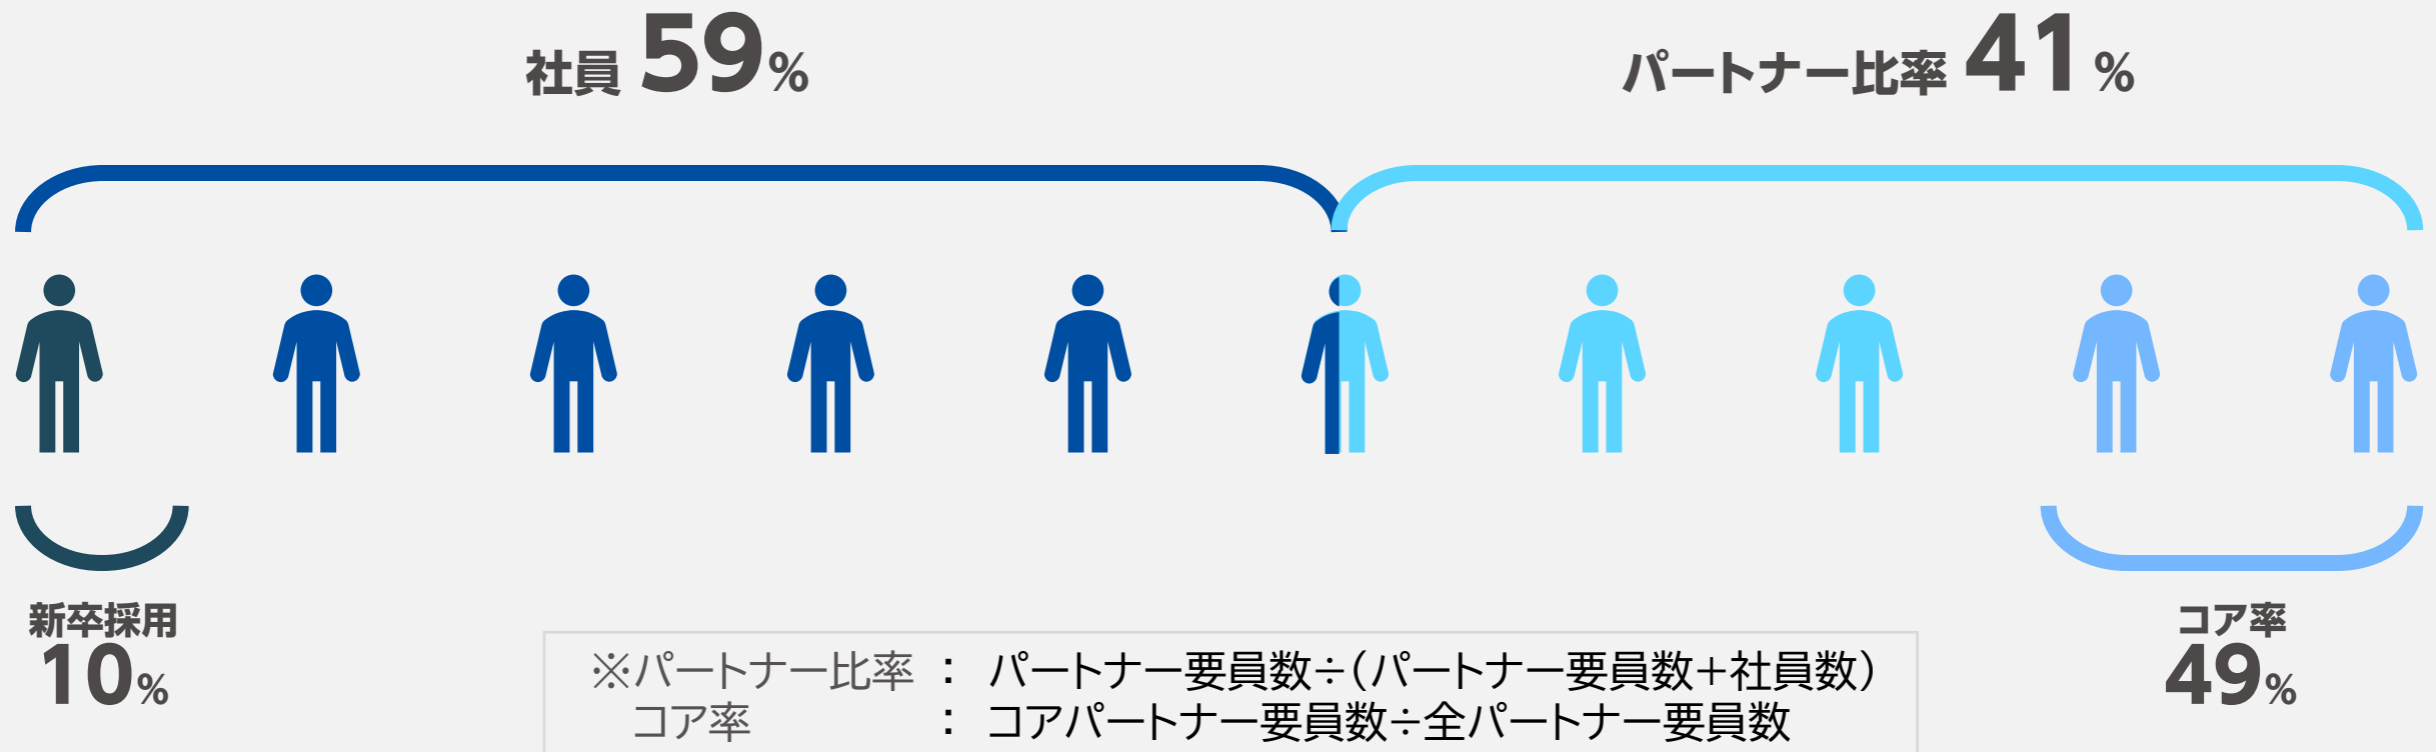 社員 59%
パートナー比率 41%
新卒採用
10%
コア率
49%
※パートナー比率 ： パートナー要員数÷(パートナー要員数+社員数)
コア率 ： コアパートナー要員数÷全パートナー要員数